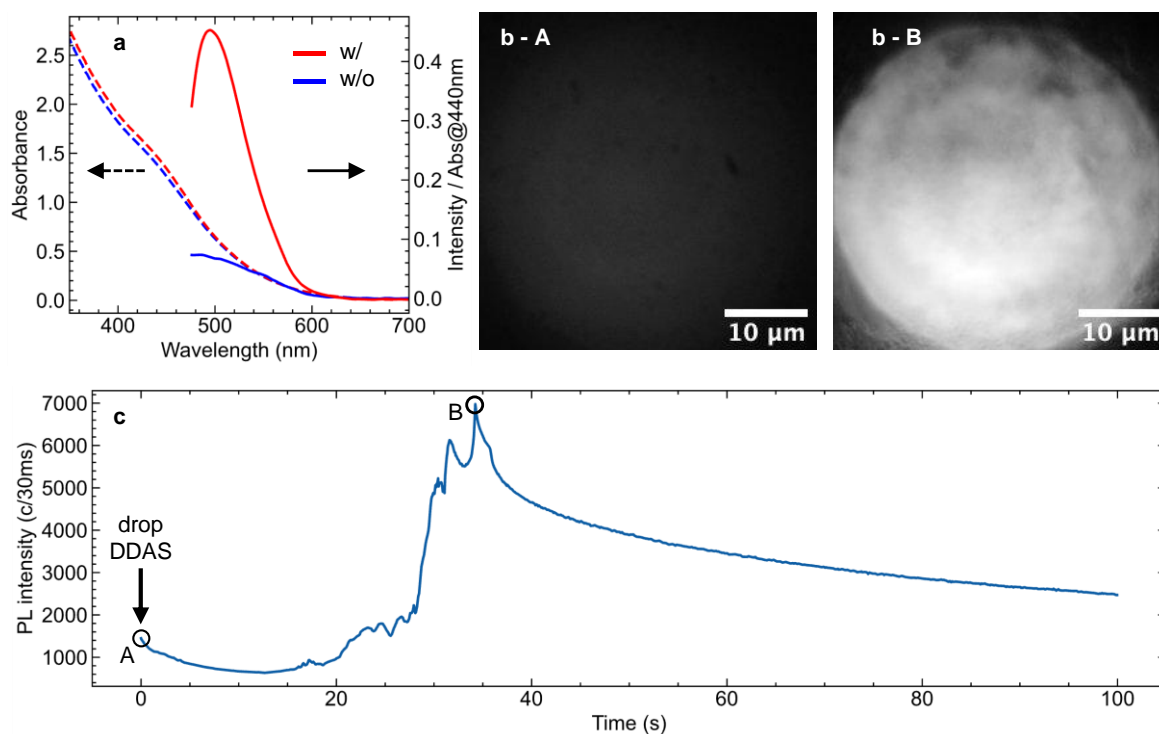 a
w/
w/o
2.5
2.0
1.5
1.0
0.5
0.0
Absorbance
0.4
0.3
0.2
0.1
0.0
Intensity / Abs@440nm
400 500 600 700
Wavelength (nm)
b - A
10 µm
b - B
10 µm
c
7000
6000
5000
4000
3000
2000
1000
PL intensity (c/30ms)
drop
DDAS
A
B
0 20 40 60 80 100
Time (s)